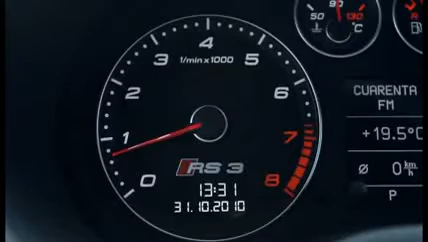 4
3
5
1/min x 1000
2
6
1
7
RS 3
0
8
13:31
31.10.2010
50
90
130
°C
CUARENTA
FM
+19.5°C
Ø 0 km/h
P